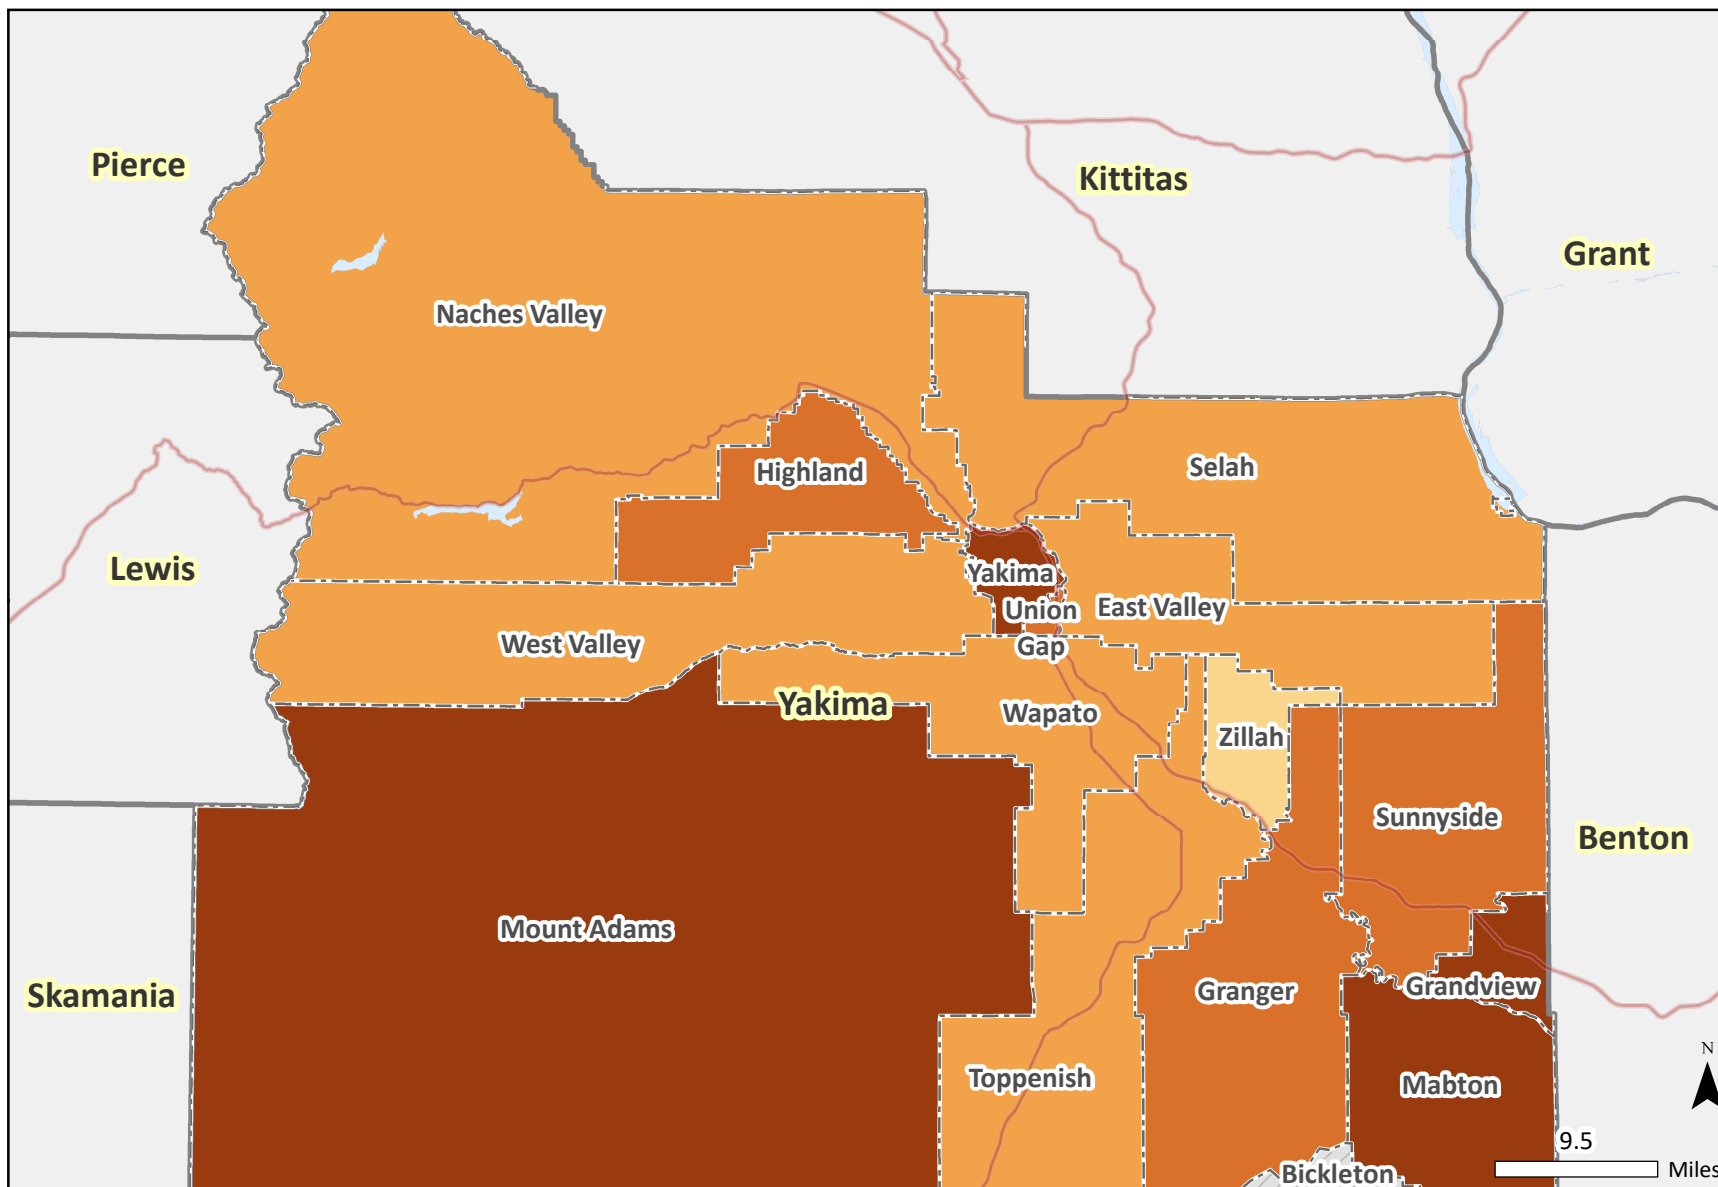 Pierce
Kittitas
Grant
Naches Valley
Highland
Selah
Lewis
Yakima
Union
Gap
East Valley
West Valley
Yakima
Wapato
Zillah
Sunnyside
Benton
Mount Adams
Skamania
Granger
Grandview
Toppenish
Mabton
N
9.5
Miles
Bickleton